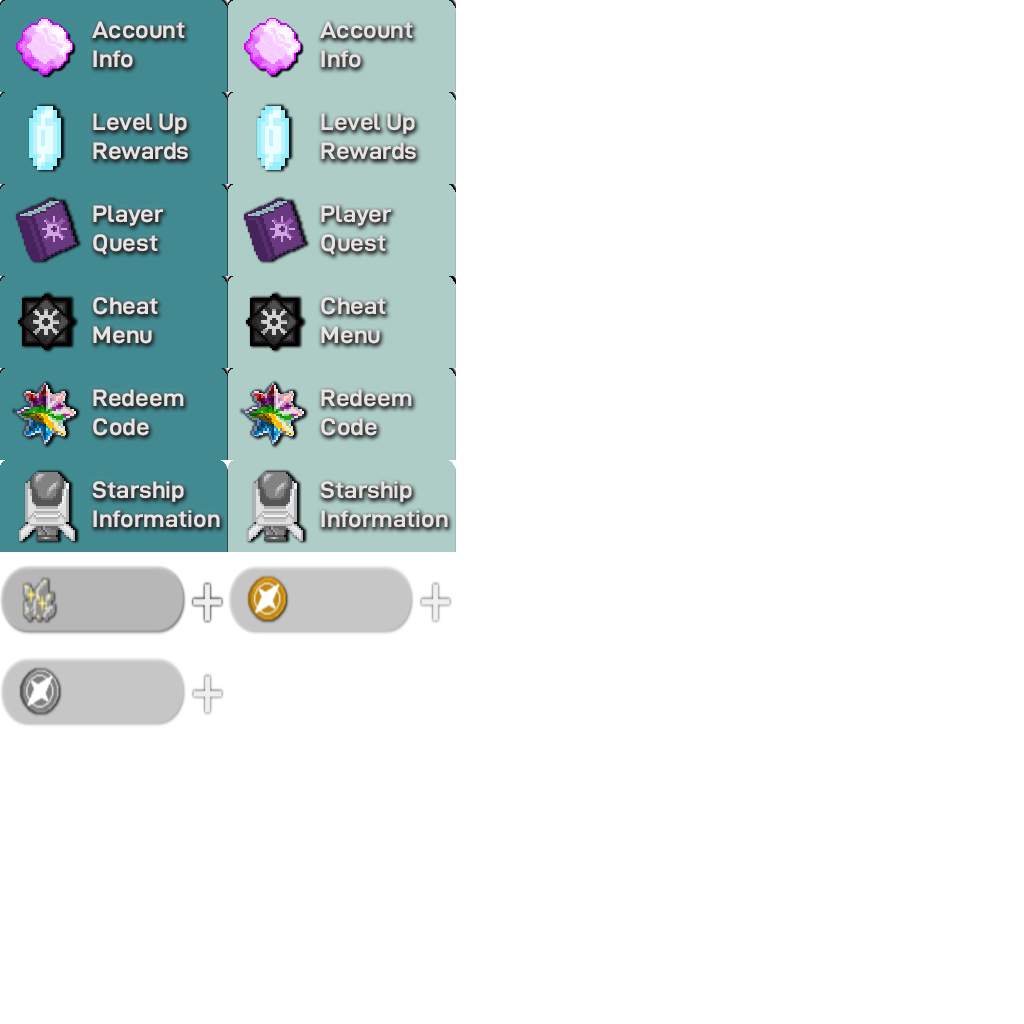 Account
Info
Account
Info
Level Up
Rewards
Level Up
Rewards
Player
Quest
Player
Quest
Cheat
Menu
Cheat
Menu
Redeem
Code
Redeem
Code
Starship
Information
Starship
Information